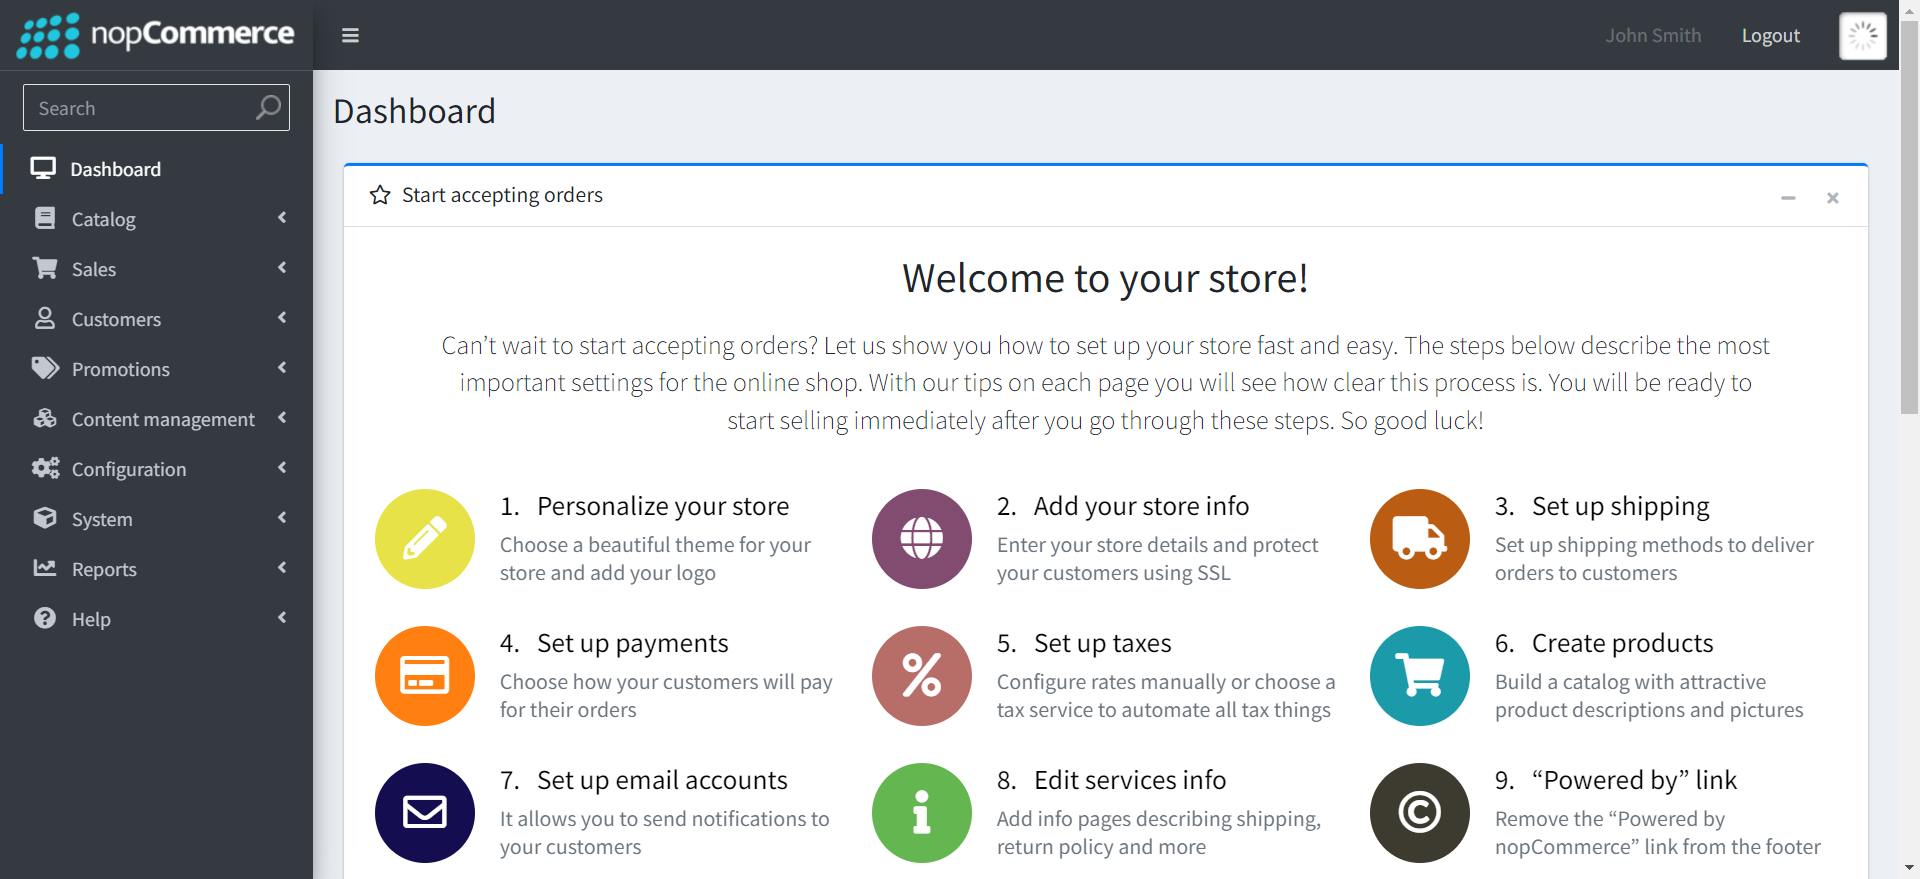 nopCommerce
John Smith
Logout
Search
Dashboard
Catalog
Sales
Customers
Promotions
Content management
Configuration
System
Reports
Help
Dashboard
Start accepting orders
Welcome to your store!
Can’t wait to start accepting orders? Let us show you how to set up your store fast and easy. The steps below describe the most
important settings for the online shop. With our tips on each page you will see how clear this process is. You will be ready to
start selling immediately after you go through these steps. So good luck!
1. Personalize your store
Choose a beautiful theme for your
store and add your logo
2. Add your store info
Enter your store details and protect
your customers using SSL
3. Set up shipping
Set up shipping methods to deliver
orders to customers
4. Set up payments
Choose how your customers will pay
for their orders
5. Set up taxes
Configure rates manually or choose a
tax service to automate all tax things
6. Create products
Build a catalog with attractive
product descriptions and pictures
7. Set up email accounts
It allows you to send notifications to
your customers
8. Edit services info
Add info pages describing shipping,
return policy and more
9. “Powered by” link
Remove the “Powered by
nopCommerce” link from the footer